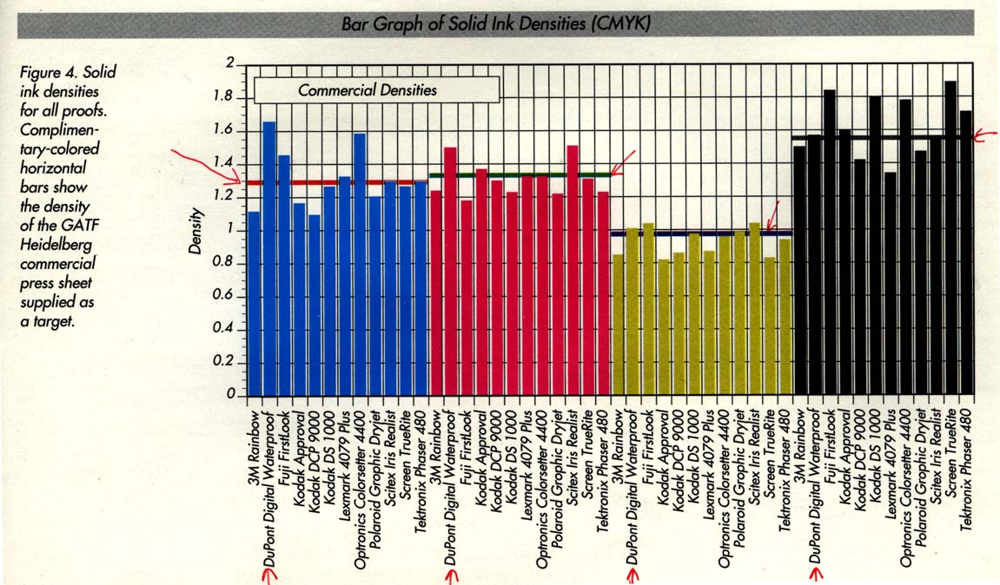 Bar Graph of Solid Ink Densities (CMYK)
Figure 4. Solid
ink densities
for all proofs.
Complimen-
tary-colored
horizontal
bars show
the density
of the GATF
Heidelberg
commercial
press sheet
supplied as
a target.
Commercial Densities
Density
2
1.8
1.6
1.4
1.2
1
0.8
0.6
0.4
0.2
0
3M Rainbow
DuPont Digital Waterproof
Fuji FirstLook
Kodak Approval
Kodak DCP 9000
Kodak DS 1000
Lexmark 4079 Plus
Optronics Colorsetter 4400
Polaroid Graphic Dryjet
Scitex Iris Realist
Screen TrueRite
Tektronix Phaser 480
3M Rainbow
DuPont Digital Waterproof
Fuji FirstLook
Kodak Approval
Kodak DCP 9000
Kodak DS 1000
Lexmark 4079 Plus
Optronics Colorsetter 4400
Polaroid Graphic Dryjet
Scitex Iris Realist
Screen TrueRite
Tektronix Phaser 480
3M Rainbow
DuPont Digital Waterproof
Fuji FirstLook
Kodak Approval
Kodak DCP 9000
Kodak DS 1000
Lexmark 4079 Plus
Optronics Colorsetter 4400
Polaroid Graphic Dryjet
Scitex Iris Realist
Screen TrueRite
Tektronix Phaser 480
3M Rainbow
DuPont Digital Waterproof
Fuji FirstLook
Kodak Approval
Kodak DCP 9000
Kodak DS 1000
Lexmark 4079 Plus
Optronics Colorsetter 4400
Polaroid Graphic Dryjet
Scitex Iris Realist
Screen TrueRite
Tektronix Phaser 480